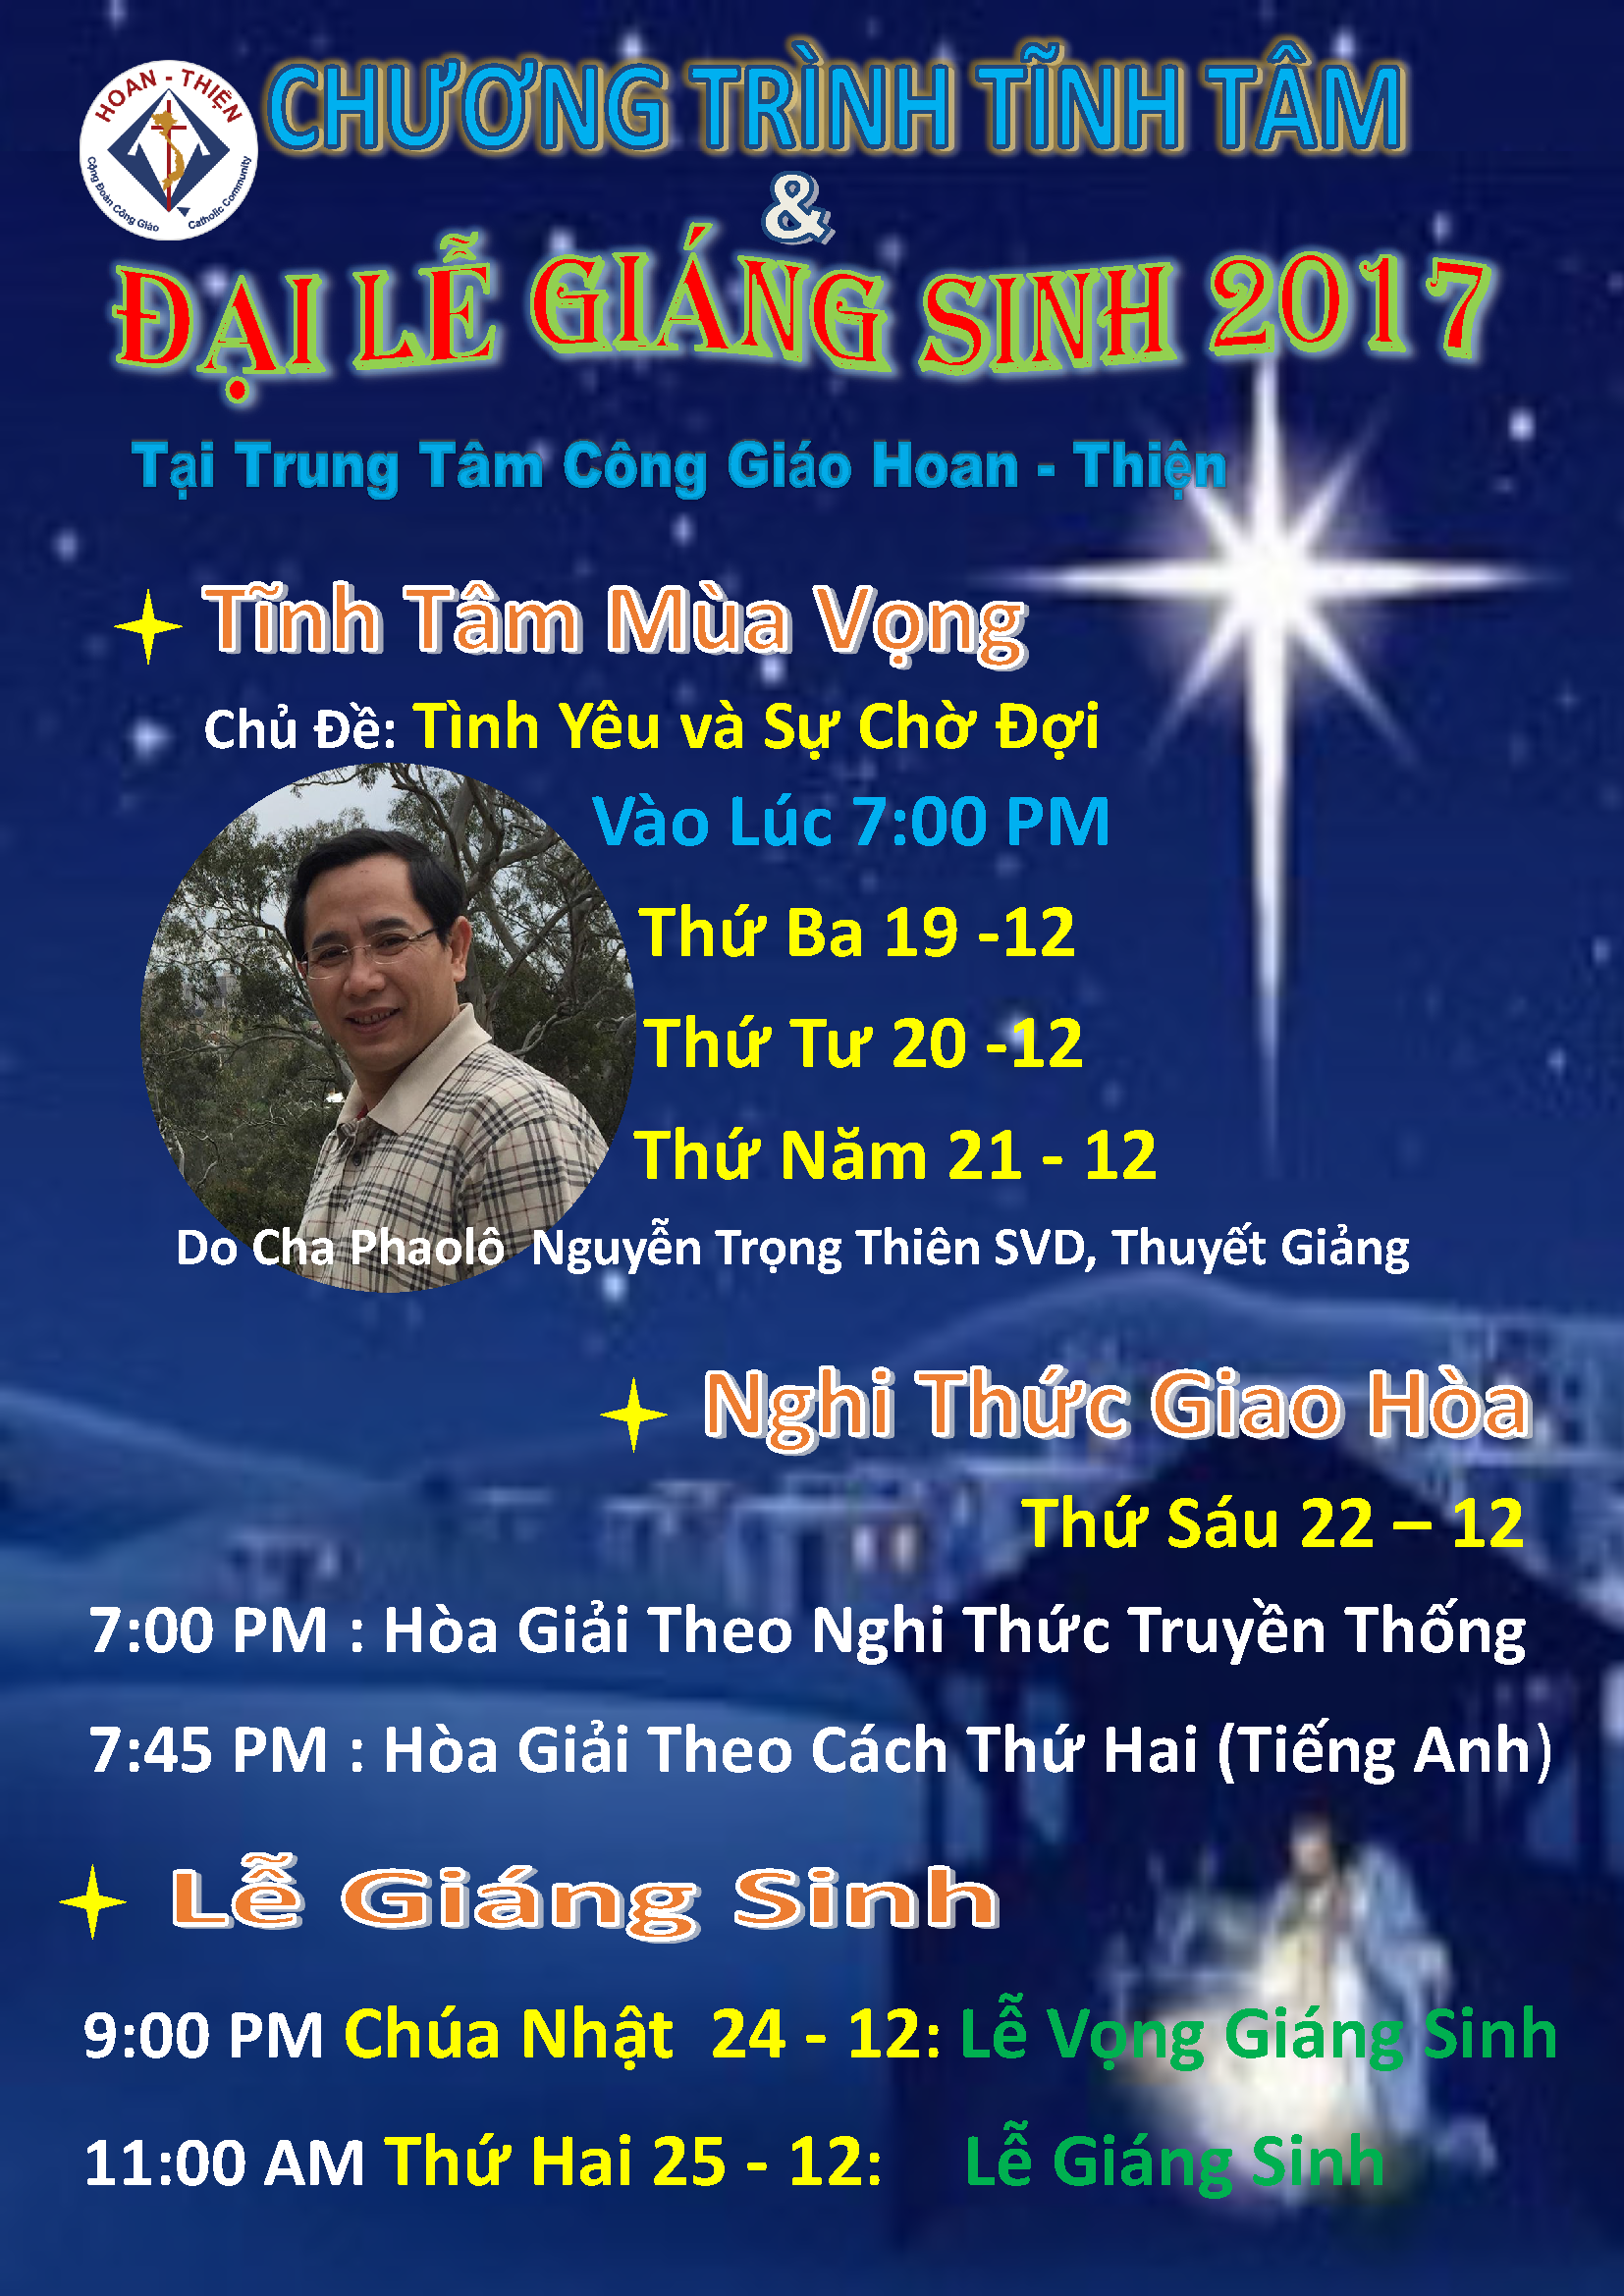 HOAN - THIỆN
Cộng Đoàn Công Giáo
Catholic Community
CHƯƠNG TRÌNH TĨNH TÂM
&
ĐẠI LỄ GIÁNG SINH 2017
Tại Trung Tâm Công Giáo Hoan - Thiện
Tĩnh Tâm Mùa Vọng
Chủ Đề: Tình Yêu và Sự Chờ Đợi
Vào Lúc 7:00 PM
Thứ Ba 19 -12
Thứ Tư 20 -12
Thứ Năm 21 - 12
Do Cha Phaolô Nguyễn Trọng Thiên SVD, Thuyết Giảng
Nghi Thức Giao Hòa
Thứ Sáu 22 – 12
7:00 PM : Hòa Giải Theo Nghi Thức Truyền Thống
7:45 PM : Hòa Giải Theo Cách Thứ Hai (Tiếng Anh)
Lễ Giáng Sinh
9:00 PM Chúa Nhật 24 - 12: Lễ Vọng Giáng Sinh
11:00 AM Thứ Hai 25 - 12: Lễ Giáng Sinh